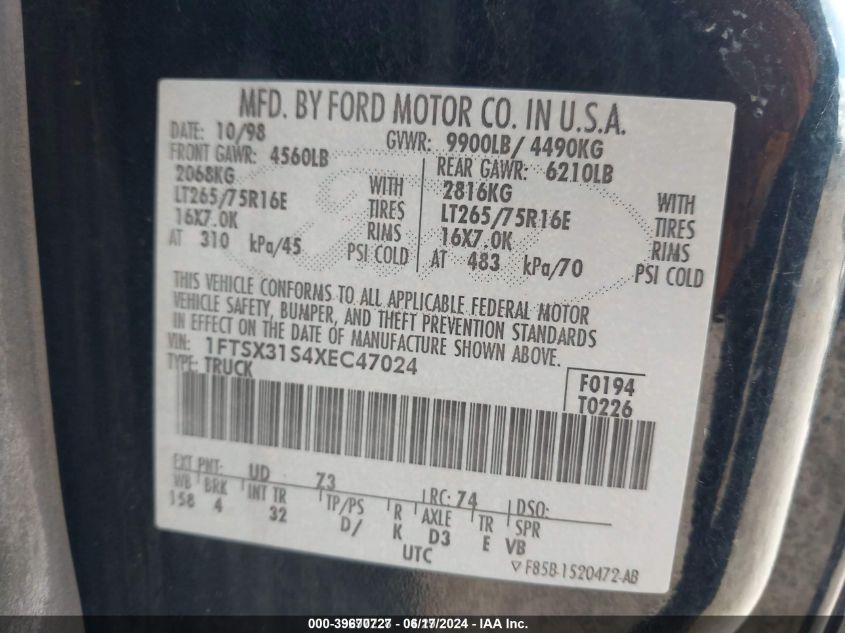 MFD. BY FORD MOTOR CO. IN U.S.A.
DATE: 10/98 GVWR: 9900LB/ 4490KG
FRONT GAWR: 4560LB REAR GAWR: 6210LB
2068KG WITH 2816KG WITH
LT265/75R16E TIRES LT265/75R16E TIRES
16X7.0K RIMS 16X7.0K RIMS
AT 310 kPa/45 PSI COLD AT 483 kPa/70 PSI COLD
THIS VEHICLE CONFORMS TO ALL APPLICABLE FEDERAL MOTOR
VEHICLE SAFETY, BUMPER, AND THEFT PREVENTION STANDARDS
IN EFFECT ON THE DATE OF MANUFACTURE SHOWN ABOVE.
VIN: 1FTSX31S4XEC47024
TYPE: TRUCK
F0194
T0226
EXT PNT: UD 73 RC: 74 DSO:
WB BRK INT TR TP/PS R AXLE TR SPR
158 4 32 D/ K D3 E VB
UTC
F85B-1520472-AB
000-39670727 - 06/17/2024 - IAA Inc.